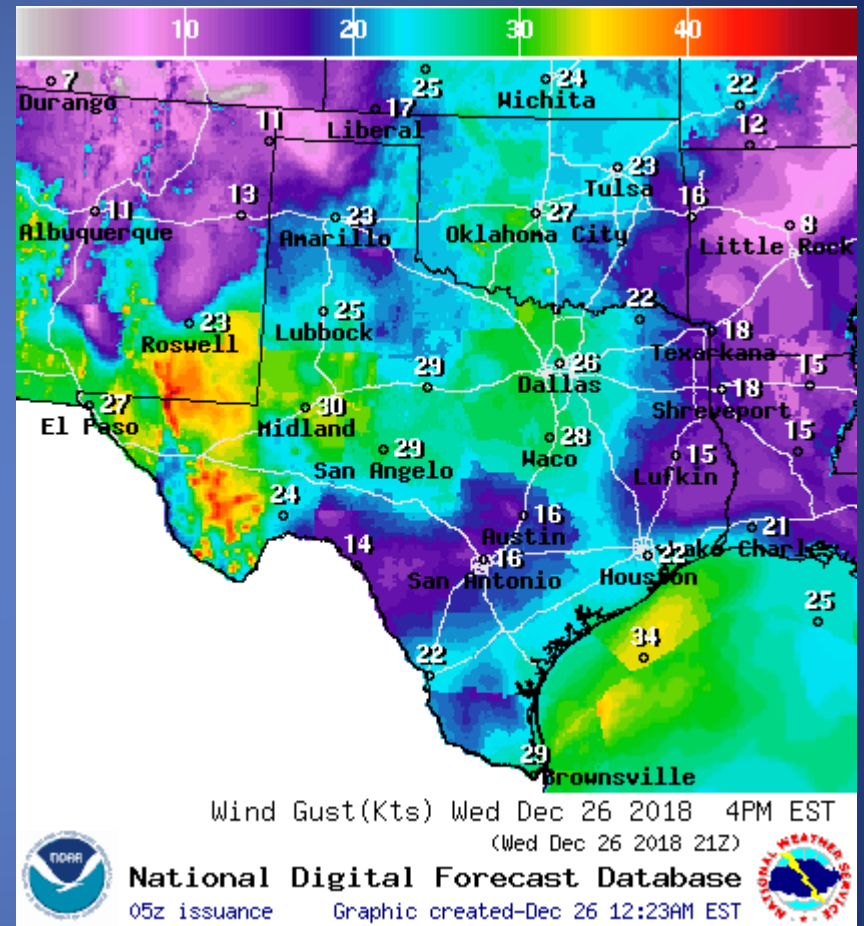 10 20 30 40
7 25 24 22
Durango Wichita
11 17 12
Liberal
23
Tulsa
11 13 23 27 16 8
Albuquerque Amarillo Oklahoma City Little Rock
23 25 22 18
Roswell Lubbock Texarkana
29 26 15
Dallas 18
27 30 Shreveport
El Paso Midland 28 15
29 Waco 15
San Angelo Lufkin
24 16 21
Austin Lake Charles
14 16 22
San Antonio Houston
25
34
22
29
Brownsville
Wind Gust(Kts) Wed Dec 26 2018 4PM EST
(Wed Dec 26 2018 21Z)
National Digital Forecast Database
05z issuance Graphic created-Dec 26 12:23AM EST
NOAA
NATIONAL WEATHER SERVICE